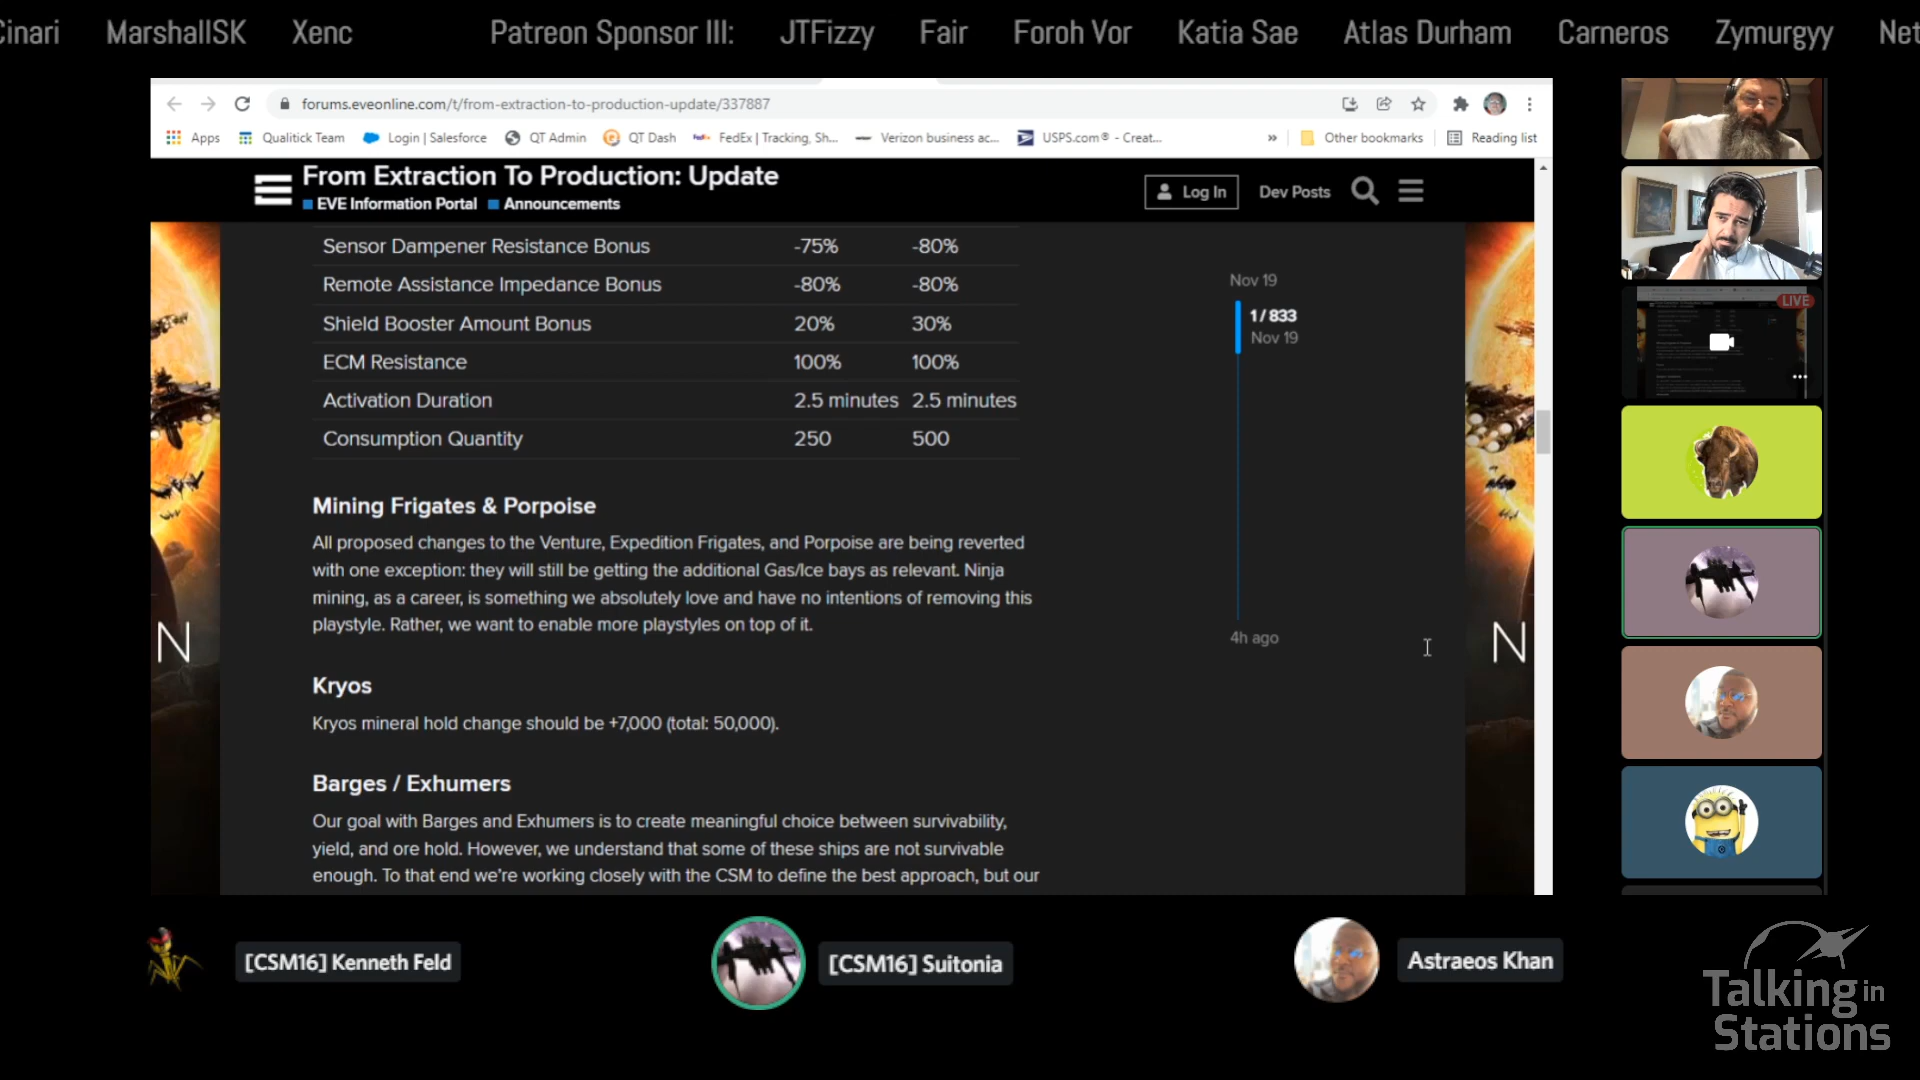 Cinari MarshallSK Xenc Patreon Sponsor III: JTFizzy Fair Foroh Vor Katia Sae Atlas Durham Carneros Zymurgyy Net
forums.eveonline.com/t/from-extraction-to-production-update/337887
Apps Qualitick Team Login | Salesforce QT Admin QT Dash FedEx | Tracking, Sh... Verizon business ac... USPS.com® - Creat... » Other bookmarks Reading list
From Extraction To Production: Update
EVE Information Portal Announcements
Log In Dev Posts
Sensor Dampener Resistance Bonus -75% -80%
Remote Assistance Impedance Bonus -80% -80%
Shield Booster Amount Bonus 20% 30%
ECM Resistance 100% 100%
Activation Duration 2.5 minutes 2.5 minutes
Consumption Quantity 250 500
Nov 19
1 / 833
Nov 19
4h ago
Mining Frigates & Porpoise
All proposed changes to the Venture, Expedition Frigates, and Porpoise are being reverted
with one exception: they will still be getting the additional Gas/Ice bays as relevant. Ninja
mining, as a career, is something we absolutely love and have no intentions of removing this
playstyle. Rather, we want to enable more playstyles on top of it.
Kryos
Kryos mineral hold change should be +7,000 (total: 50,000).
Barges / Exhumers
Our goal with Barges and Exhumers is to create meaningful choice between survivability,
yield, and ore hold. However, we understand that some of these ships are not survivable
enough. To that end we're working closely with the CSM to define the best approach, but our
N
N
LIVE
[CSM16] Kenneth Feld
[CSM16] Suitonia
Astraeos Khan
Talking in
Stations